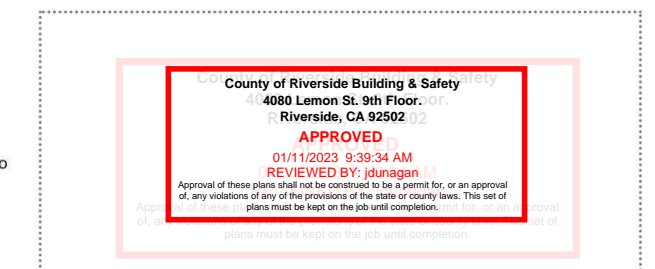 County of Riverside Building & Safety
4080 Lemon St. 9th Floor.
Riverside, CA 92502
APPROVED
01/11/2023 9:39:34 AM
REVIEWED BY: jdunagan
Approval of these plans shall not be construed to be a permit for, or an approval
of, any violations of any of the provisions of the state or county laws. This set of
plans must be kept on the job until completion.
o